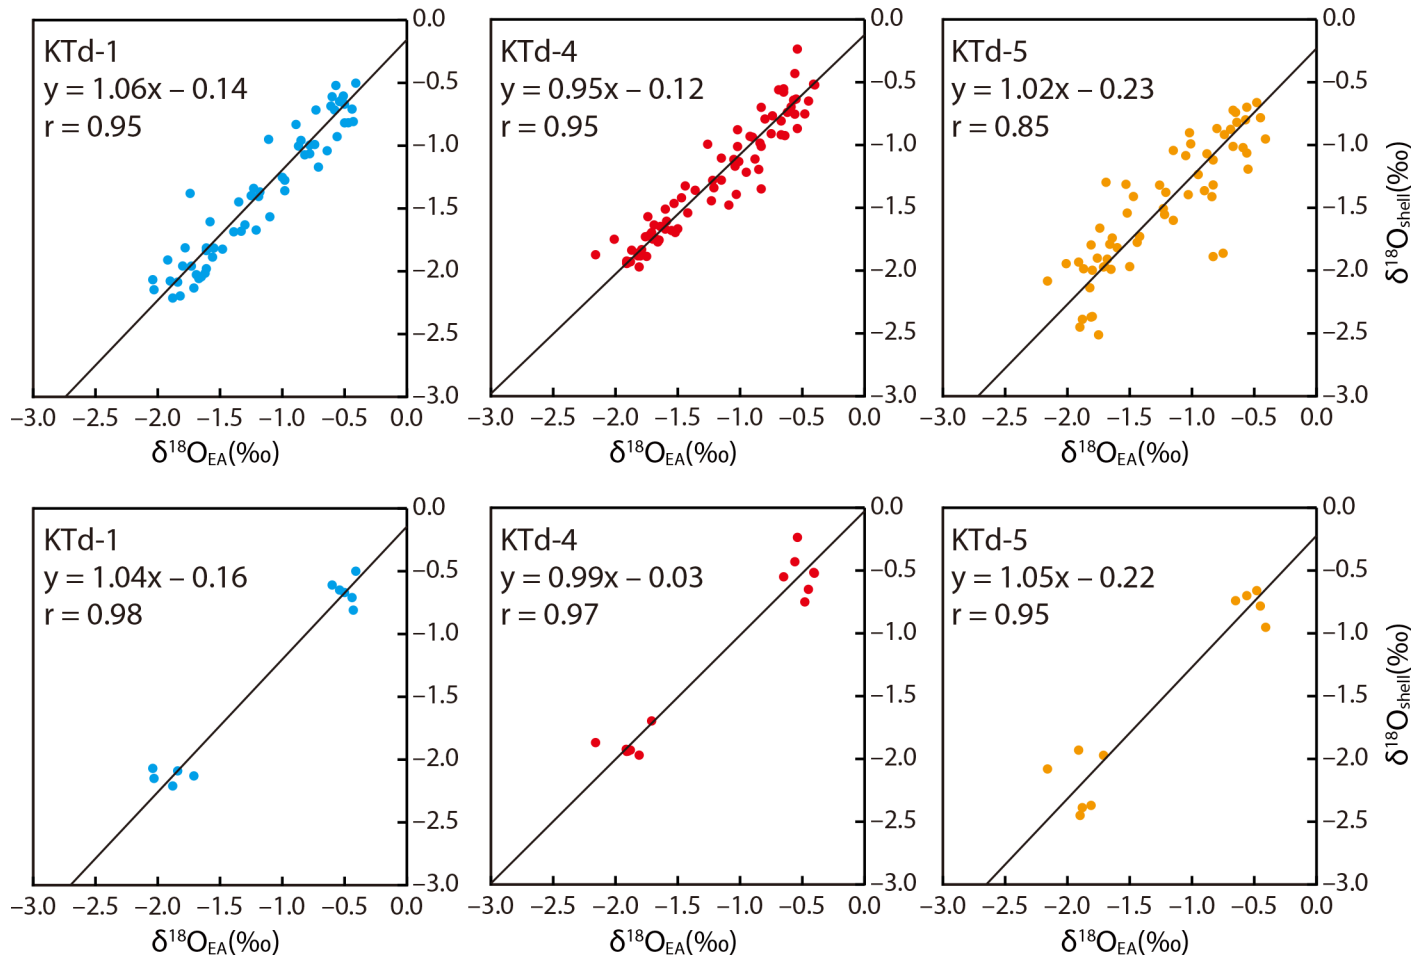 KTd-1
y = 1.06x – 0.14
r = 0.95
0.0
–0.5
–1.0
–1.5
–2.0
–2.5
–3.0
–3.0 –2.5 –2.0 –1.5 –1.0 –0.5 0.0
δ¹⁸O_EA(‰)
KTd-4
y = 0.95x – 0.12
r = 0.95
0.0
–0.5
–1.0
–1.5
–2.0
–2.5
–3.0
–3.0 –2.5 –2.0 –1.5 –1.0 –0.5 0.0
δ¹⁸O_EA(‰)
KTd-5
y = 1.02x – 0.23
r = 0.85
0.0
–0.5
–1.0
–1.5
–2.0
–2.5
–3.0
δ¹⁸O_shell(‰)
–3.0 –2.5 –2.0 –1.5 –1.0 –0.5 0.0
δ¹⁸O_EA(‰)
KTd-1
y = 1.04x – 0.16
r = 0.98
0.0
–0.5
–1.0
–1.5
–2.0
–2.5
–3.0
–3.0 –2.5 –2.0 –1.5 –1.0 –0.5 0.0
δ¹⁸O_EA(‰)
KTd-4
y = 0.99x – 0.03
r = 0.97
0.0
–0.5
–1.0
–1.5
–2.0
–2.5
–3.0
–3.0 –2.5 –2.0 –1.5 –1.0 –0.5 0.0
δ¹⁸O_EA(‰)
KTd-5
y = 1.05x – 0.22
r = 0.95
0.0
–0.5
–1.0
–1.5
–2.0
–2.5
–3.0
δ¹⁸O_shell(‰)
–3.0 –2.5 –2.0 –1.5 –1.0 –0.5 0.0
δ¹⁸O_EA(‰)